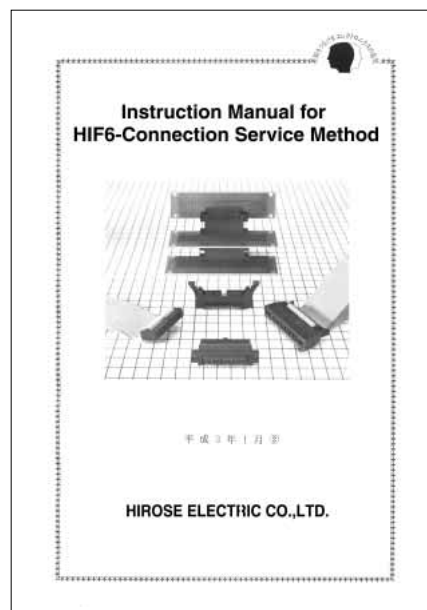 Instruction Manual for
HIF6-Connection Service Method
平成3年1月
HIROSE ELECTRIC CO.,LTD.